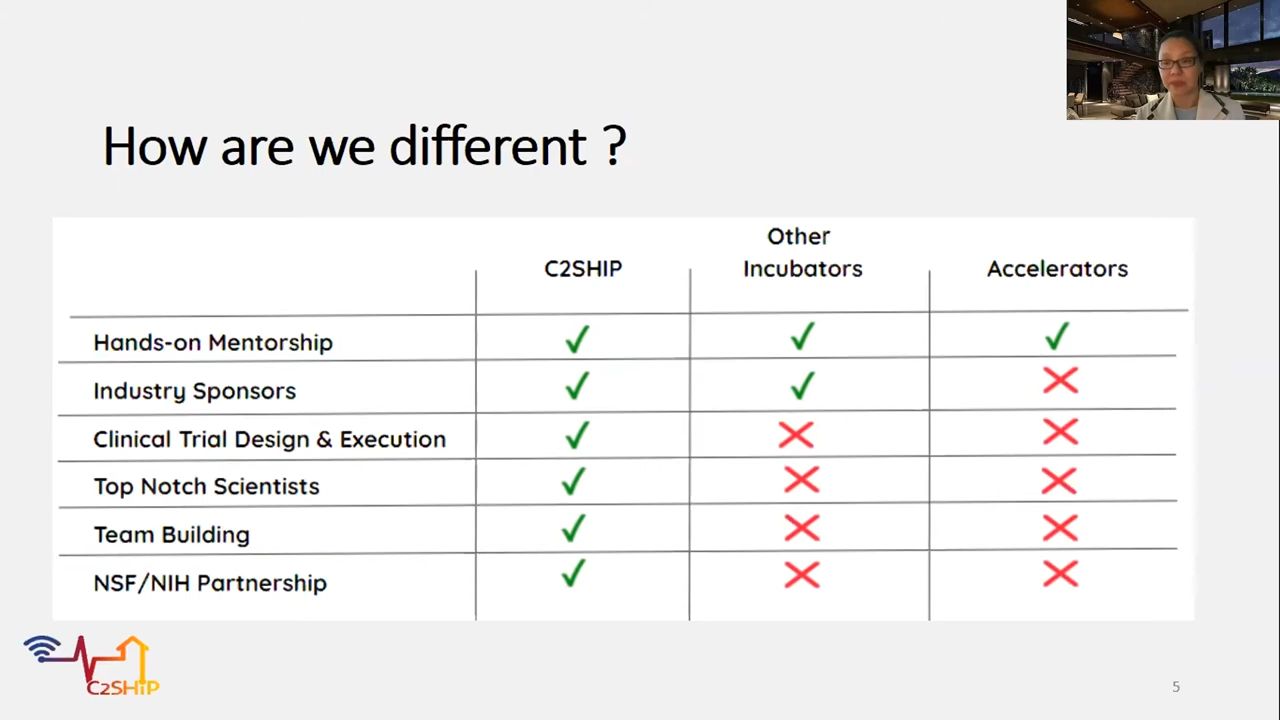 How are we different ?
Other
C2SHIP Incubators Accelerators
Hands-on Mentorship ✓ ✓ ✓
Industry Sponsors ✓ ✓ ✕
Clinical Trial Design & Execution ✓ ✕ ✕
Top Notch Scientists ✓ ✕ ✕
Team Building ✓ ✕ ✕
NSF/NIH Partnership ✓ ✕ ✕
C2SHiP
5